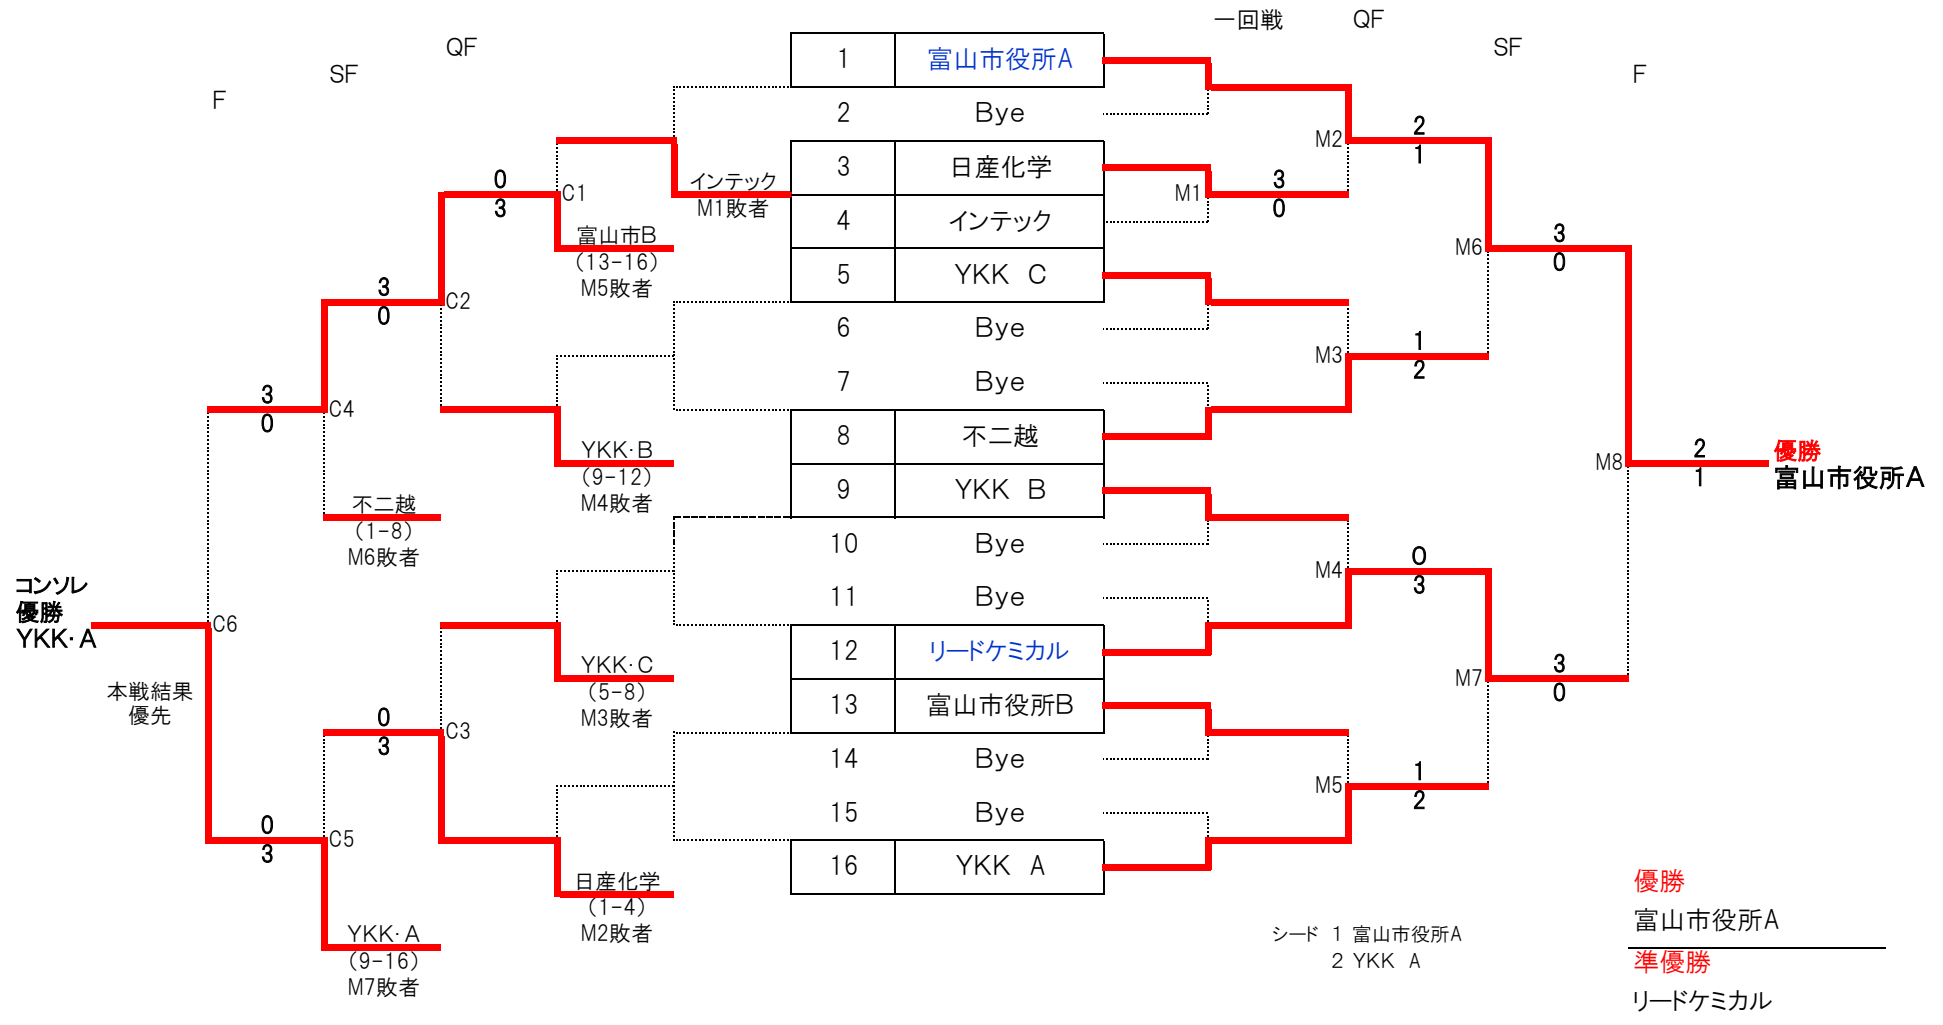 一回戦
QF
SF
F
QF
SF
F
1 富山市役所A
2 Bye
3 日産化学
4 インテック
5 YKK C
6 Bye
7 Bye
8 不二越
9 YKK B
10 Bye
11 Bye
12 リードケミカル
13 富山市役所B
14 Bye
15 Bye
16 YKK A
インテック
M1敗者
C1
0
3
富山市B
(13-16)
M5敗者
C2
3
0
YKK・B
(9-12)
M4敗者
C4
3
0
不二越
(1-8)
M6敗者
コンソレ
優勝
YKK・A
C6
本戦結果
優先
YKK・C
(5-8)
M3敗者
C3
0
3
C5
0
3
日産化学
(1-4)
M2敗者
YKK・A
(9-16)
M7敗者
M1
3
0
M2
2
1
M3
1
2
M4
0
3
M5
1
2
M6
3
0
M7
3
0
M8
2
1
優勝
富山市役所A
シード 1 富山市役所A
2 YKK A
優勝
富山市役所A
準優勝
リードケミカル